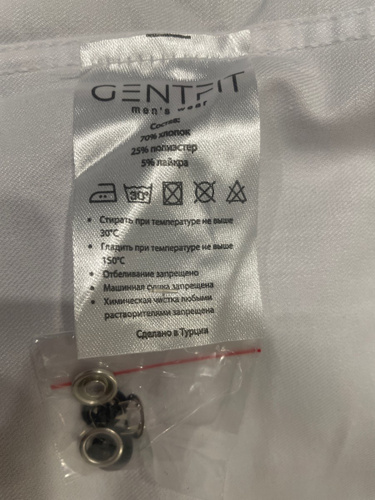 GENTFIT
men's wear
Состав:
70% хлопок
25% полиэстер
5% лайкра
30°
• Стирать при температуре не выше
30°С
• Гладить при температуре не выше
150°С
• Отбеливание запрещено
• Машинная сушка запрещена
• Химическая чистка любыми
растворителями запрещена
Сделано в Турции